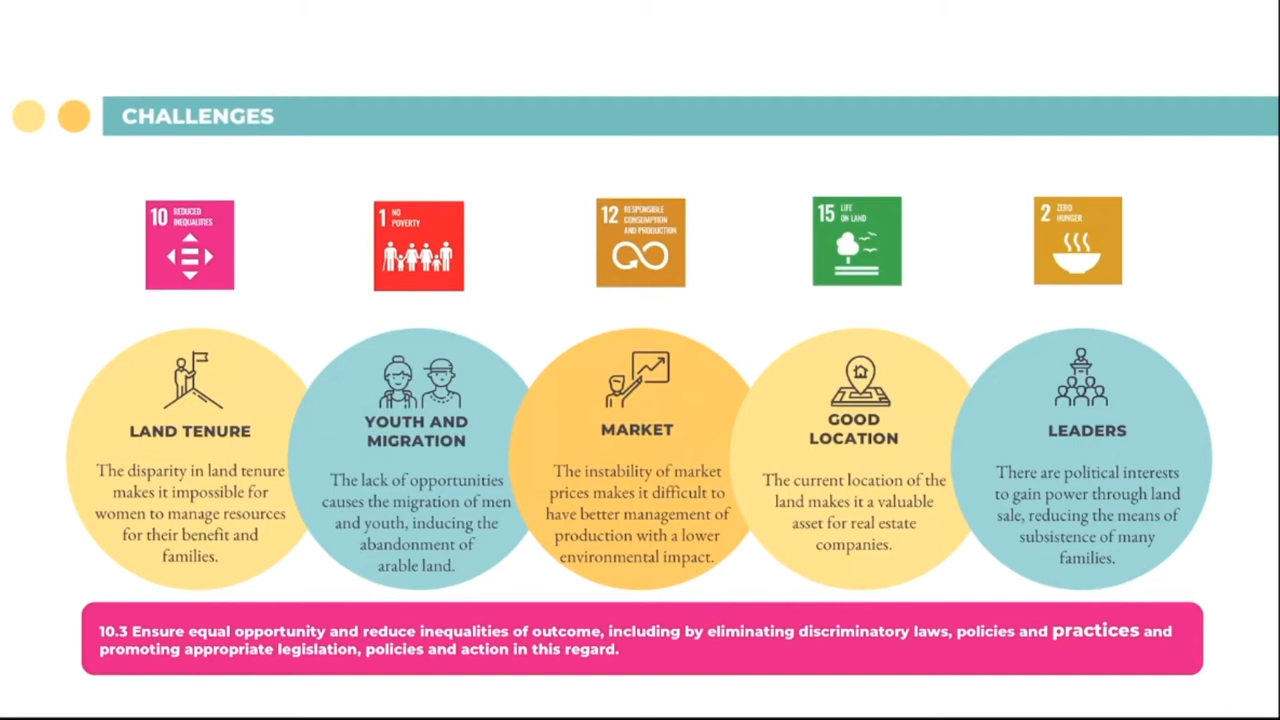 CHALLENGES
10 REDUCED
INEQUALITIES
1 NO
POVERTY
12 RESPONSIBLE
CONSUMPTION
AND PRODUCTION
15 LIFE
ON LAND
2 ZERO
HUNGER
LAND TENURE
The disparity in land tenure
makes it impossible for
women to manage resources
for their benefit and
families.
YOUTH AND
MIGRATION
The lack of opportunities
causes the migration of men
and youth, inducing the
abandonment of
arable land.
MARKET
The instability of market
prices makes it difficult to
have better management of
production with a lower
environmental impact.
GOOD
LOCATION
The current location of the
land makes it a valuable
asset for real estate
companies.
LEADERS
There are political interests
to gain power through land
sale, reducing the means of
subsistence of many
families.
10.3 Ensure equal opportunity and reduce inequalities of outcome, including by eliminating discriminatory laws, policies and practices and
promoting appropriate legislation, policies and action in this regard.